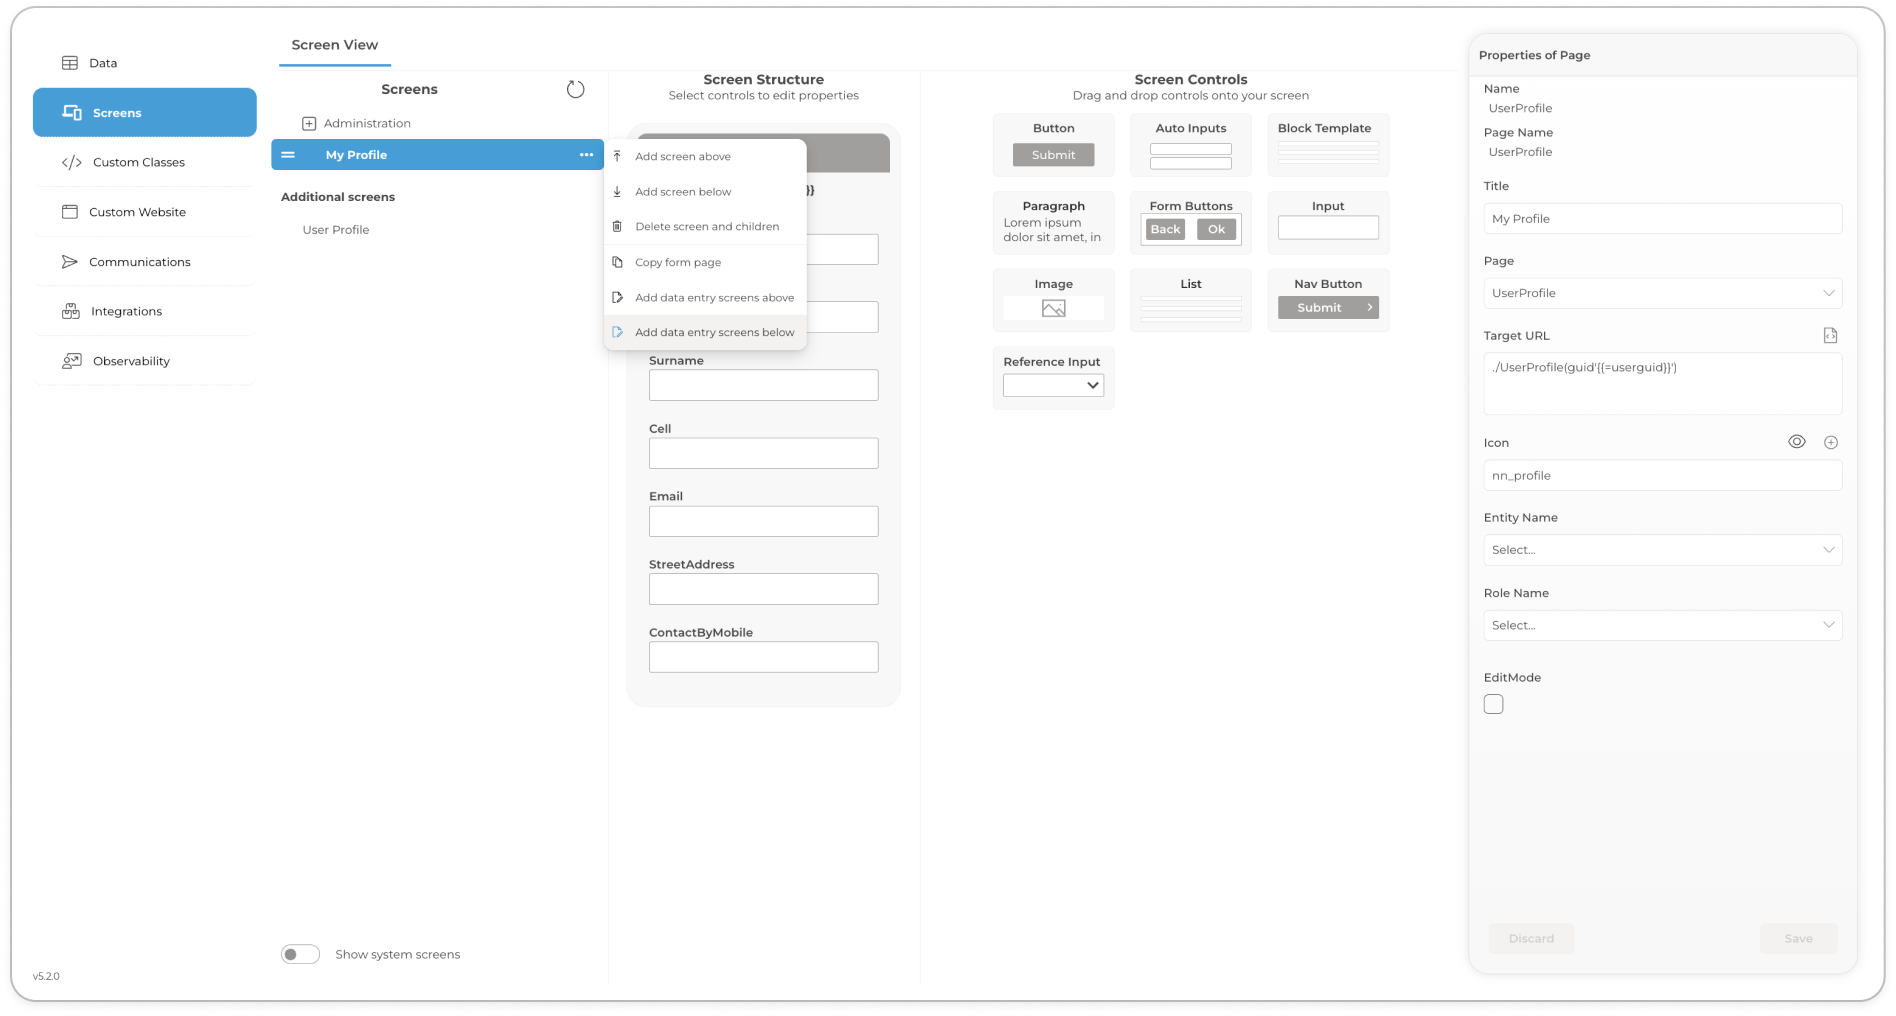 Data
Screens
Custom Classes
Custom Website
Communications
Integrations
Observability
v5.2.0
Screen View
Screens
Administration
My Profile
Additional screens
User Profile
Show system screens
Add screen above
Add screen below
Delete screen and children
Copy form page
Add data entry screens above
Add data entry screens below
Screen Structure
Select controls to edit properties
}}
Surname
Cell
Email
StreetAddress
ContactByMobile
Screen Controls
Drag and drop controls onto your screen
Button
Submit
Auto Inputs
Block Template
Paragraph
Lorem ipsum
dolor sit amet, in
Form Buttons
Back Ok
Input
Image
List
Nav Button
Submit
Reference Input
Properties of Page
Name
UserProfile
Page Name
UserProfile
Title
My Profile
Page
UserProfile
Target URL
./UserProfile(guid'{{=userguid}}')
Icon
nn_profile
Entity Name
Select...
Role Name
Select...
EditMode
Discard
Save